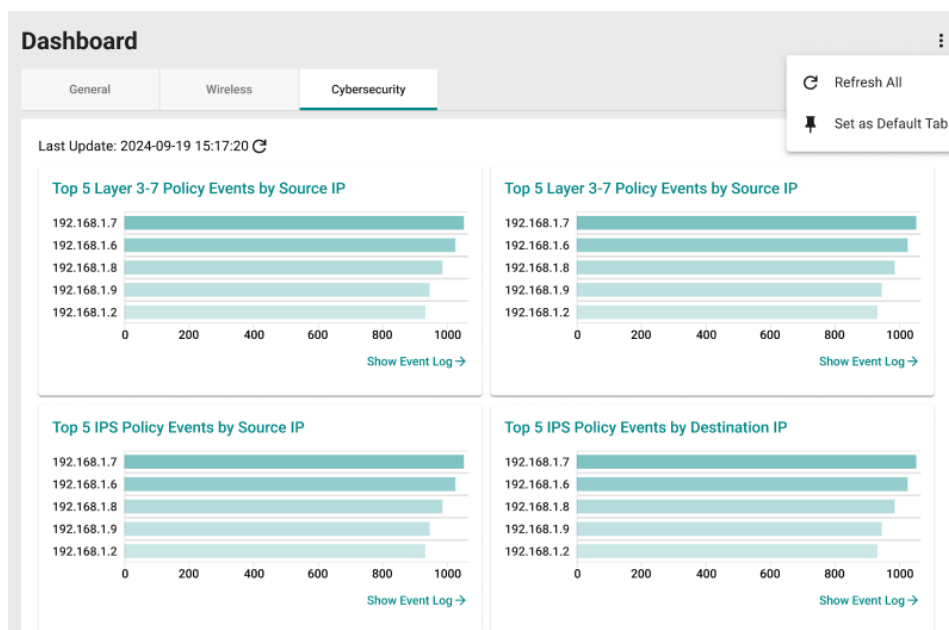 Dashboard
General Wireless Cybersecurity
Refresh All
Set as Default Tab
Last Update: 2024-09-19 15:17:20
Top 5 Layer 3-7 Policy Events by Source IP
192.168.1.7
192.168.1.6
192.168.1.8
192.168.1.9
192.168.1.2
0 200 400 600 800 1000
Show Event Log
Top 5 Layer 3-7 Policy Events by Source IP
192.168.1.7
192.168.1.6
192.168.1.8
192.168.1.9
192.168.1.2
0 200 400 600 800 1000
Show Event Log
Top 5 IPS Policy Events by Source IP
192.168.1.7
192.168.1.6
192.168.1.8
192.168.1.9
192.168.1.2
0 200 400 600 800 1000
Show Event Log
Top 5 IPS Policy Events by Destination IP
192.168.1.7
192.168.1.6
192.168.1.8
192.168.1.9
192.168.1.2
0 200 400 600 800 1000
Show Event Log